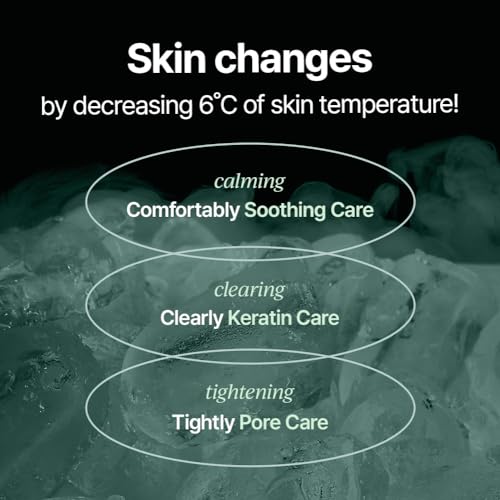 Skin changes
by decreasing 6˚C of skin temperature!
calming
Comfortably Soothing Care
clearing
Clearly Keratin Care
tightening
Tightly Pore Care